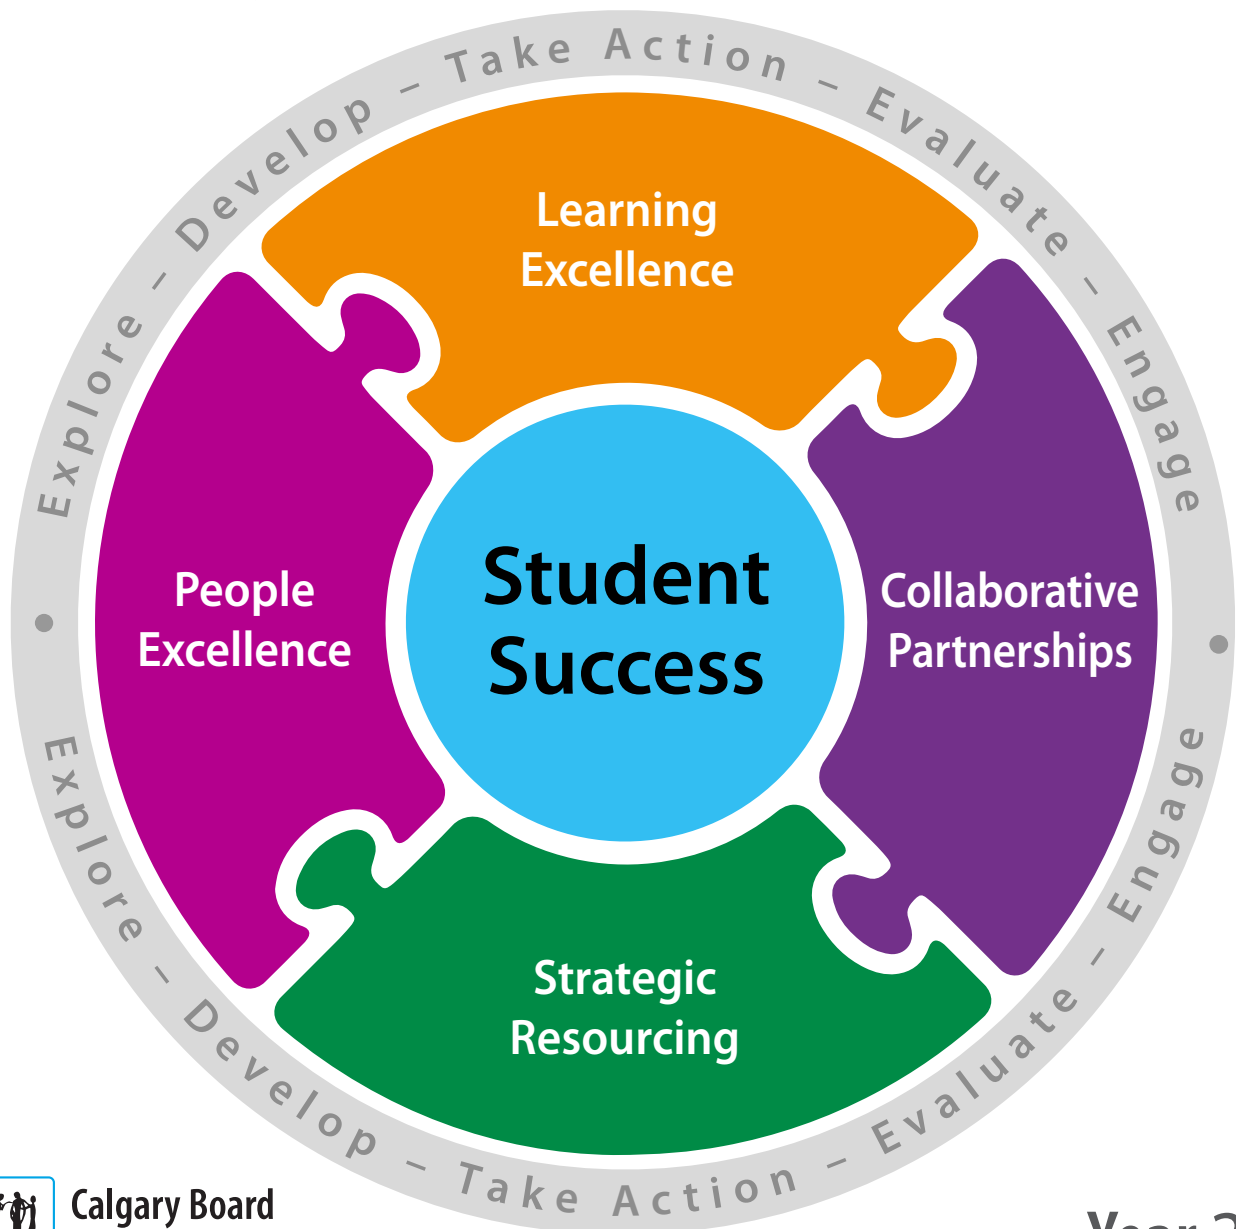 Explore – Develop – Take Action – Evaluate – Engage
Learning
Excellence
People
Excellence
Student
Success
Collaborative
Partnerships
Strategic
Resourcing
Explore – Develop – Take Action – Evaluate – Engage
Calgary Board
Year